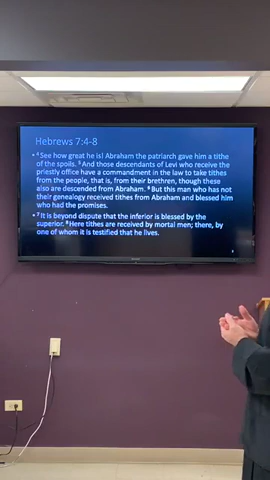 Hebrews 7:4-8
• ⁴ See how great he is! Abraham the patriarch gave him a tithe
of the spoils. ⁵ And those descendants of Levi who receive the
priestly office have a commandment in the law to take tithes
from the people, that is, from their brethren, though these
also are descended from Abraham. ⁶ But this man who has not
their genealogy received tithes from Abraham and blessed him
who had the promises.
• ⁷ It is beyond dispute that the inferior is blessed by the
superior. ⁸ Here tithes are received by mortal men; there, by
one of whom it is testified that he lives.